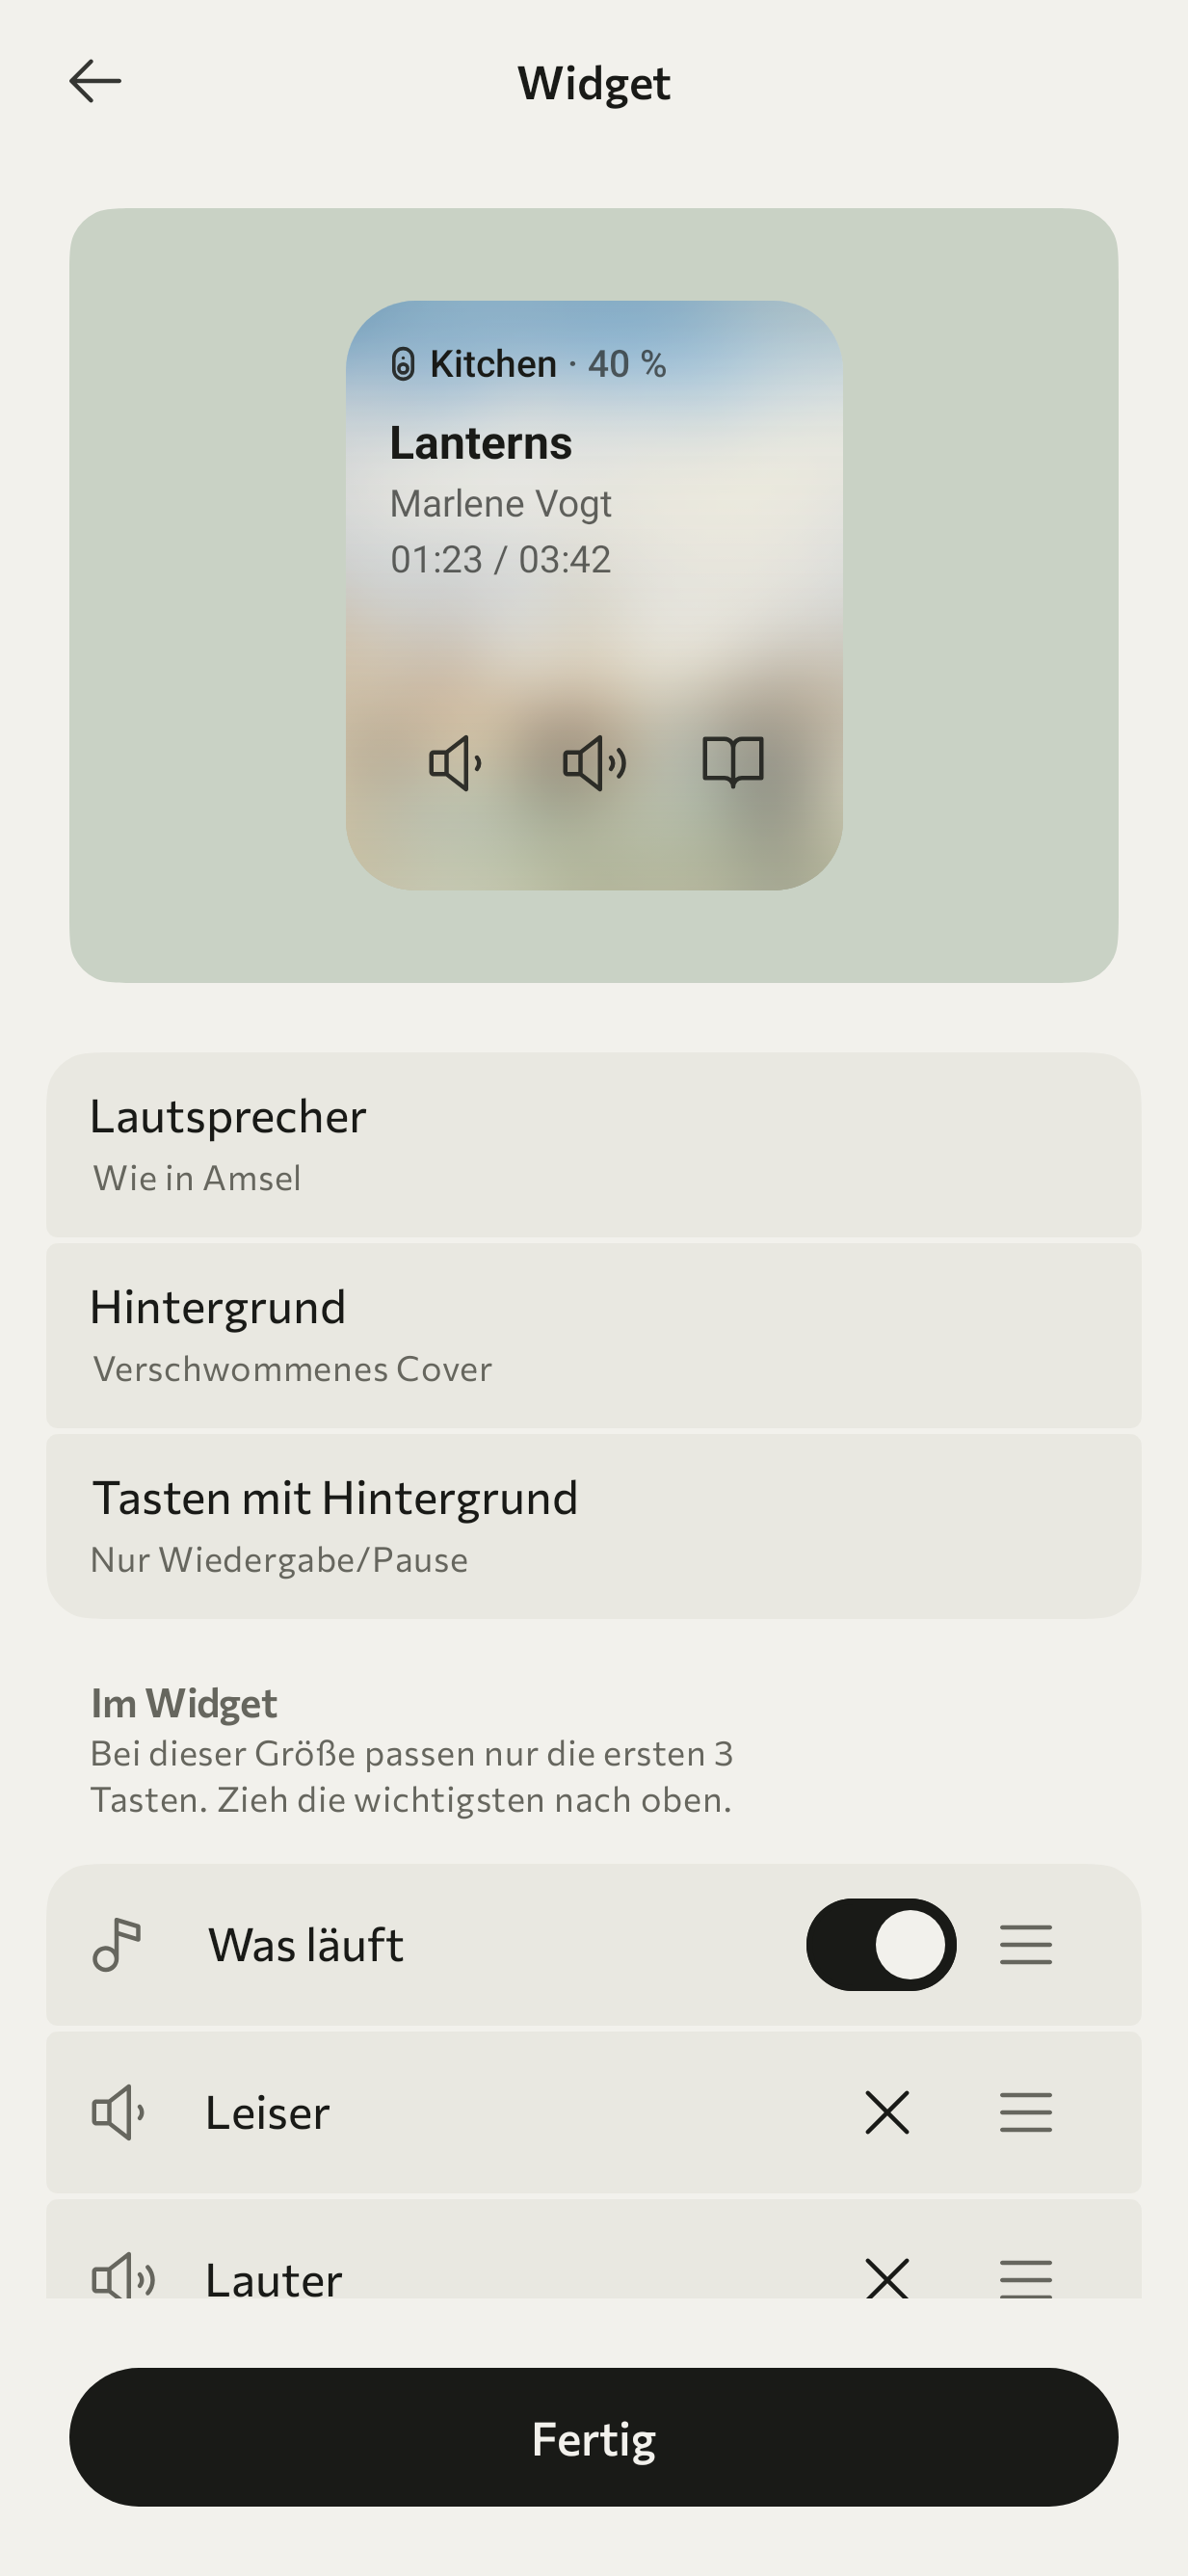 Widget
Kitchen · 40 %
Lanterns
Marlene Vogt
01:23 / 03:42
Lautsprecher
Wie in Amsel
Hintergrund
Verschwommenes Cover
Tasten mit Hintergrund
Nur Wiedergabe/Pause
Im Widget
Bei dieser Größe passen nur die ersten 3
Tasten. Zieh die wichtigsten nach oben.
Was läuft
Leiser
Lauter
Fertig